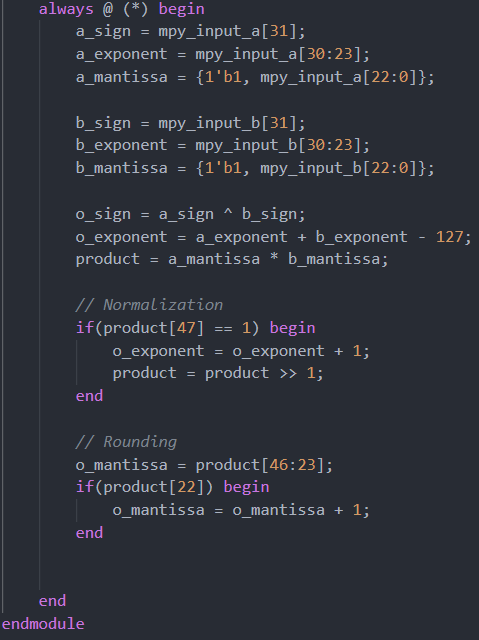 always @ (*) begin
a_sign = mpy_input_a[31];
a_exponent = mpy_input_a[30:23];
a_mantissa = {1'b1, mpy_input_a[22:0]};
b_sign = mpy_input_b[31];
b_exponent = mpy_input_b[30:23];
b_mantissa = {1'b1, mpy_input_b[22:0]};
o_sign = a_sign ^ b_sign;
o_exponent = a_exponent + b_exponent - 127;
product = a_mantissa * b_mantissa;
// Normalization
if(product[47] == 1) begin
o_exponent = o_exponent + 1;
product = product >> 1;
end
// Rounding
o_mantissa = product[46:23];
if(product[22]) begin
o_mantissa = o_mantissa + 1;
end
end
endmodule